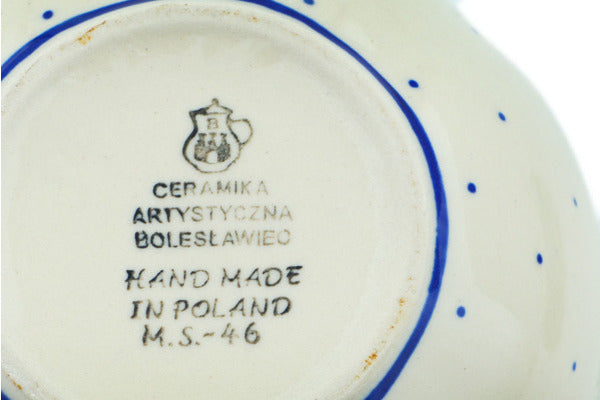 B
CERAMIKA
ARTYSTYCZNA
BOLESŁAWIEC
HAND MADE
IN POLAND
M.S.-46